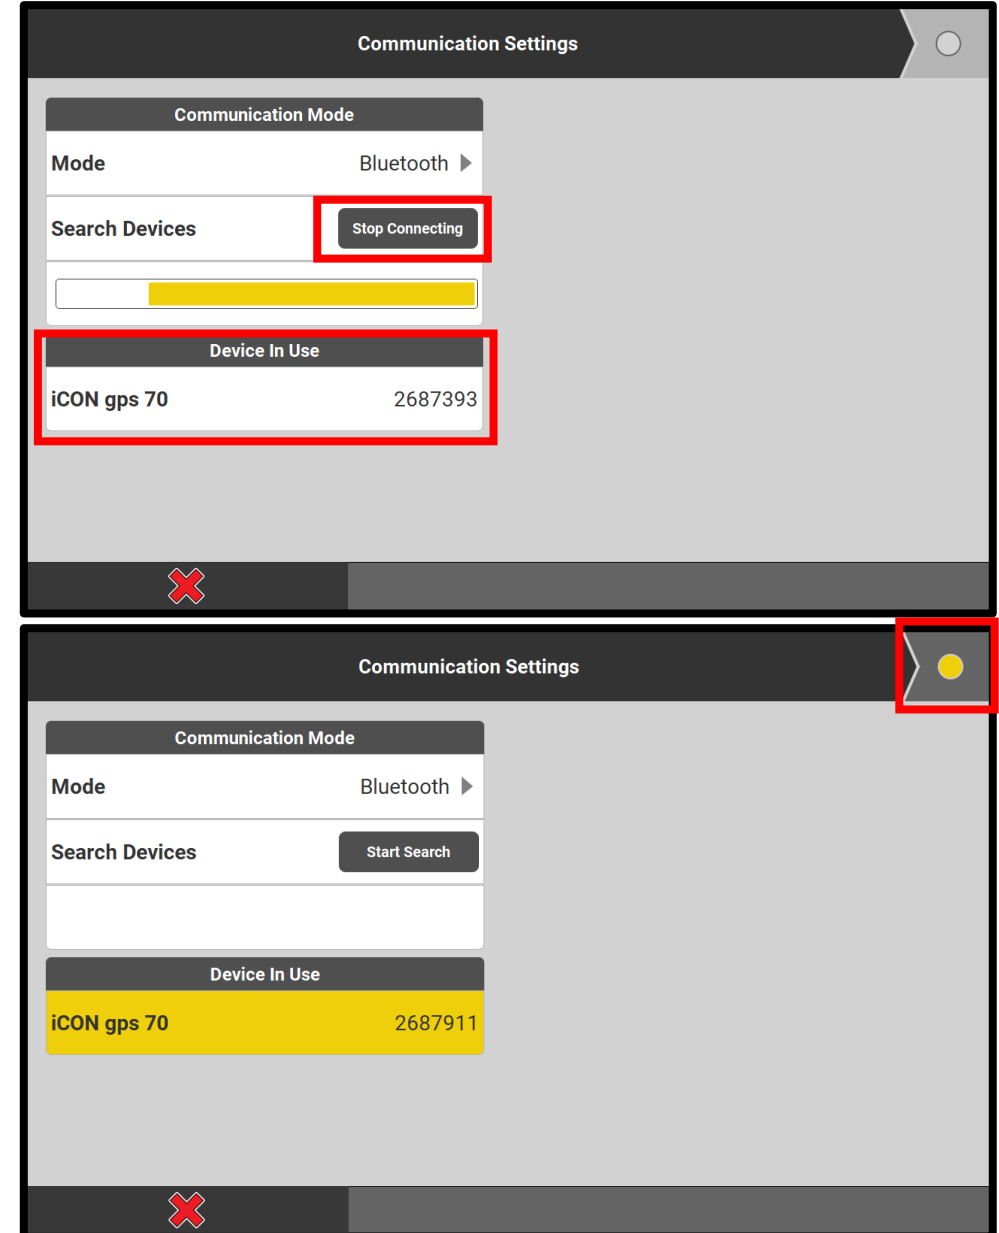 Communication Settings
Communication Mode
Mode Bluetooth
Search Devices Stop Connecting
Device In Use
iCON gps 70 2687393
Communication Settings
Communication Mode
Mode Bluetooth
Search Devices Start Search
Device In Use
iCON gps 70 2687911